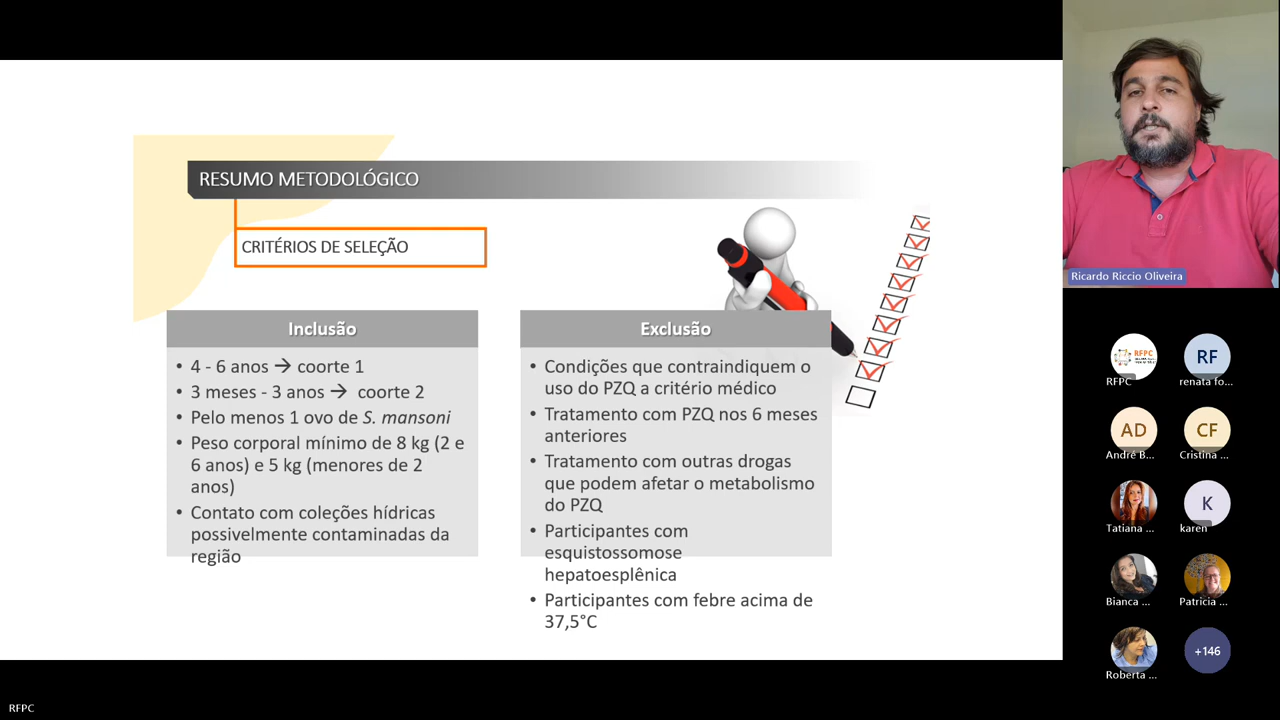 RESUMO METODOLÓGICO
CRITÉRIOS DE SELEÇÃO
Inclusão
• 4 - 6 anos → coorte 1
• 3 meses - 3 anos → coorte 2
• Pelo menos 1 ovo de S. mansoni
• Peso corporal mínimo de 8 kg (2 e
6 anos) e 5 kg (menores de 2
anos)
• Contato com coleções hídricas
possivelmente contaminadas da
região
Exclusão
• Condições que contraindiquem o
uso do PZQ a critério médico
• Tratamento com PZQ nos 6 meses
anteriores
• Tratamento com outras drogas
que podem afetar o metabolismo
do PZQ
• Participantes com
esquistossomose
hepatoesplênica
• Participantes com febre acima de
37,5°C
Ricardo Riccio Oliveira
RFPC
RFPC
RF
renata fo...
AD
André B...
CF
Cristina ...
Tatiana ...
K
karen
Bianca ...
Patricia ...
Roberta ...
+146
RFPC